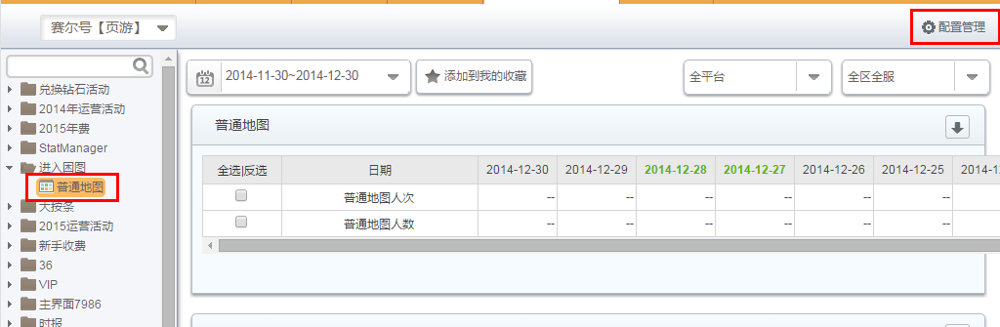 赛尔号【页游】
配置管理
兑换钻石活动
2014年运营活动
2015年费
StatManager
进入困图
普通地图
大按条
2015运营活动
新手收费
36
VIP
主界面7986
时报
12
2014-11-30~2014-12-30
添加到我的收藏
全平台
全区全服
普通地图
全选|反选 日期 2014-12-30 2014-12-29 2014-12-28 2014-12-27 2014-12-26 2014-12-25 2014-12
普通地图人次 -- -- -- -- -- --
普通地图人数 -- -- -- -- -- --